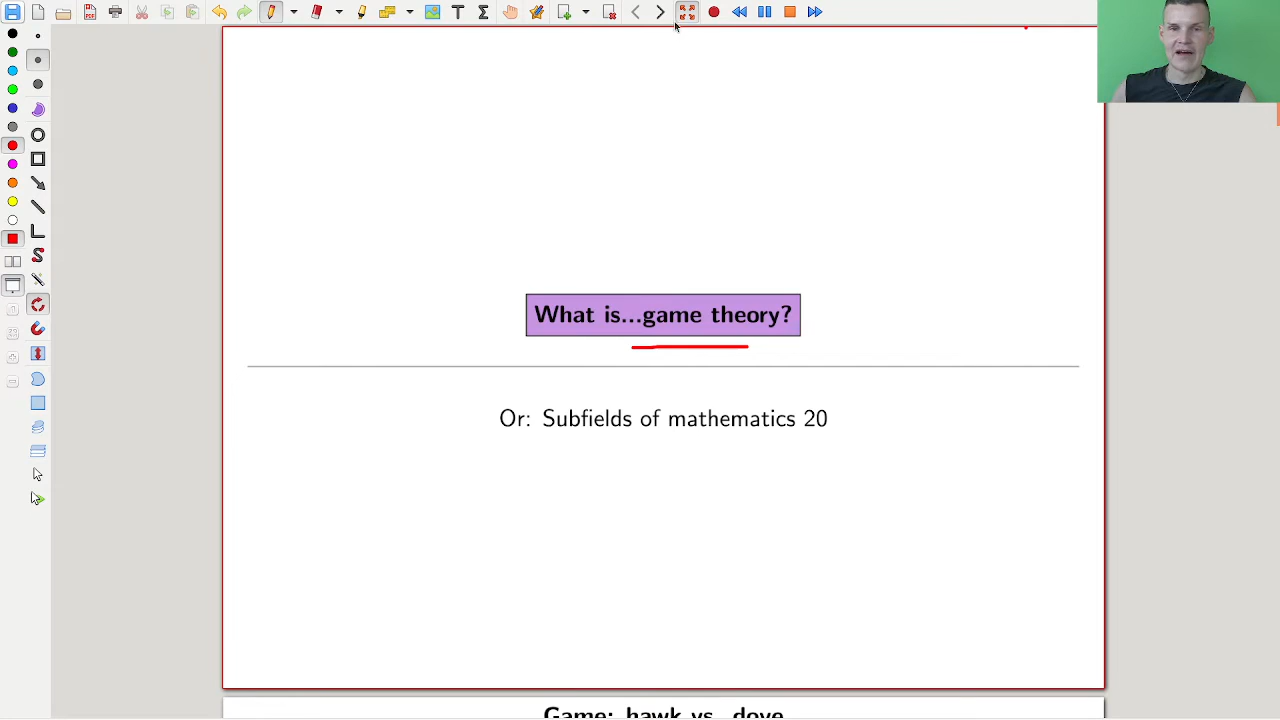 What is...game theory?
Or: Subfields of mathematics 20
Game: hawk vs. dove